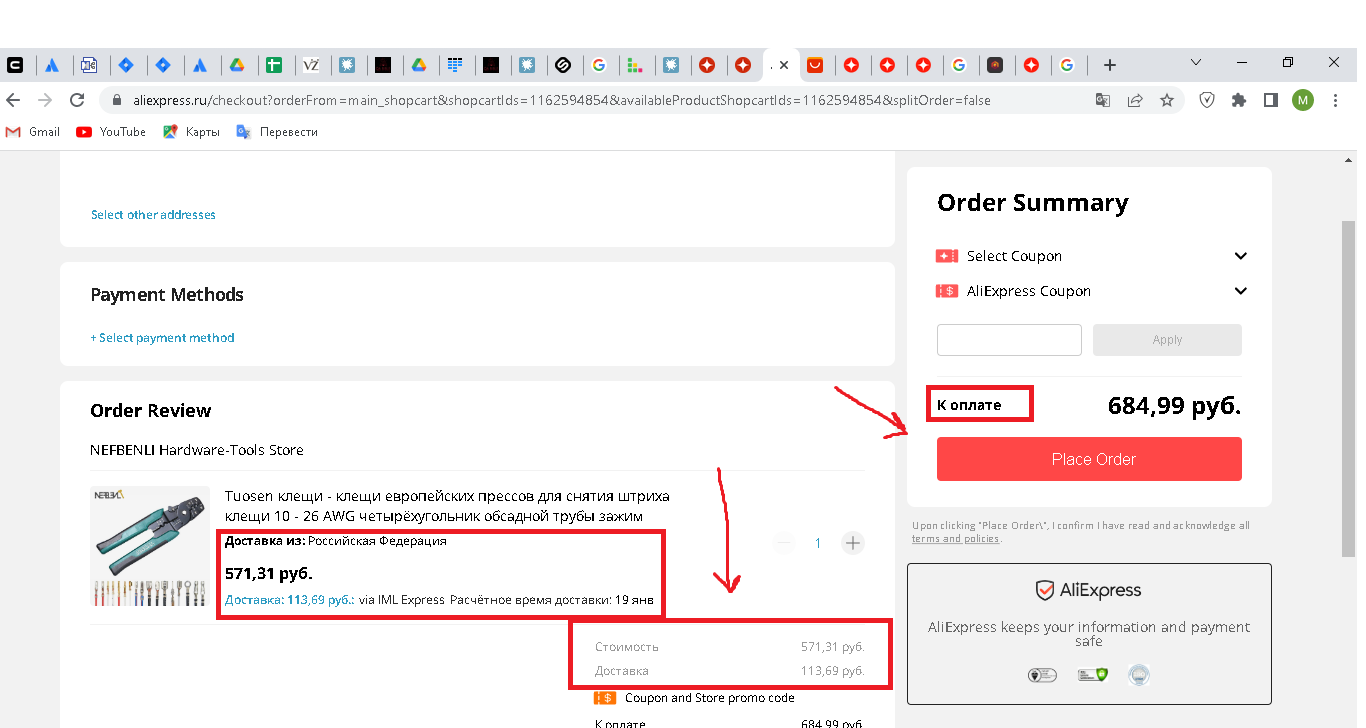 aliexpress.ru/checkout?orderFrom=main_shopcart&shopcartIds=1162594854&availableProductShopcartIds=1162594854&splitOrder=false
M
Gmail
YouTube
Карты
Перевести
Select other addresses
Payment Methods
+ Select payment method
Order Review
NEFBENLI Hardware-Tools Store
Tuosen клещи - клещи европейских прессов для снятия штриха
клещи 10 - 26 AWG четырёхугольник обсадной трубы зажим
Доставка из: Российская Федерация
571,31 руб.
Доставка: 113,69 руб.: via IML Express Расчётное время доставки: 19 янв
1
Стоимость 571,31 руб.
Доставка 113,69 руб.
Coupon and Store promo code
К оплате 684,99 руб.
Order Summary
Select Coupon
AliExpress Coupon
Apply
К оплате 684,99 руб.
Place Order
Upon clicking "Place Order\", I confirm I have read and acknowledge all
terms and policies.
AliExpress
AliExpress keeps your information and payment
safe